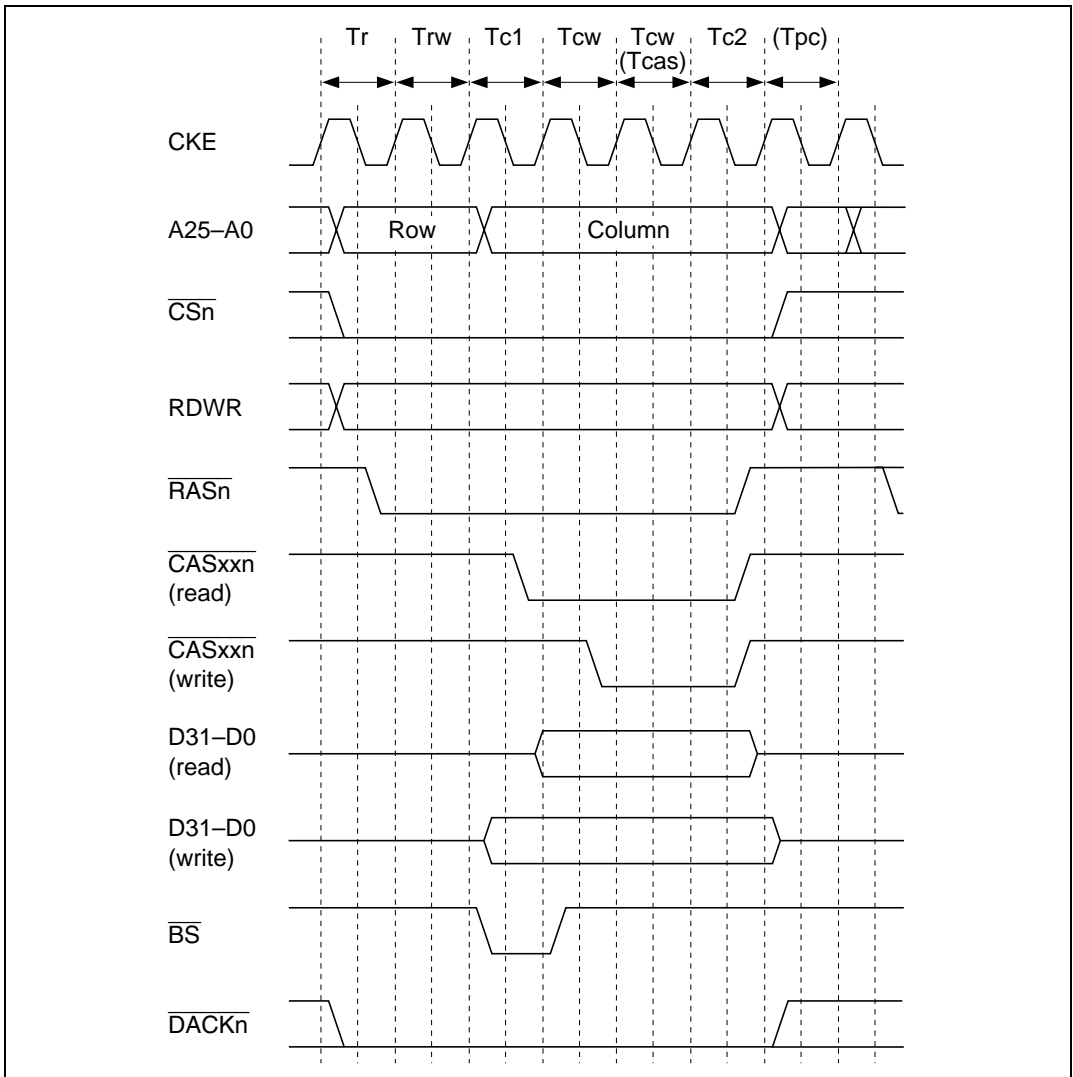 Tr Trw Tc1 Tcw Tcw Tc2 (Tpc)
(Tcas)
CKE
A25–A0 Row Column
CSn
RDWR
RASn
CASxxn
(read)
CASxxn
(write)
D31–D0
(read)
D31–D0
(write)
BS
DACKn